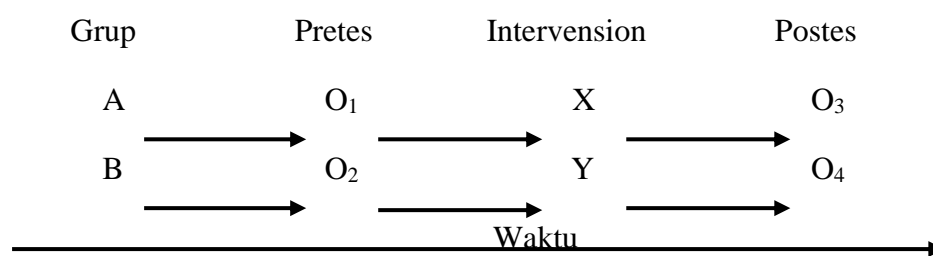 Grup Pretes Intervension Postes
A O₁ X O₃
B O₂ Y O₄
Waktu